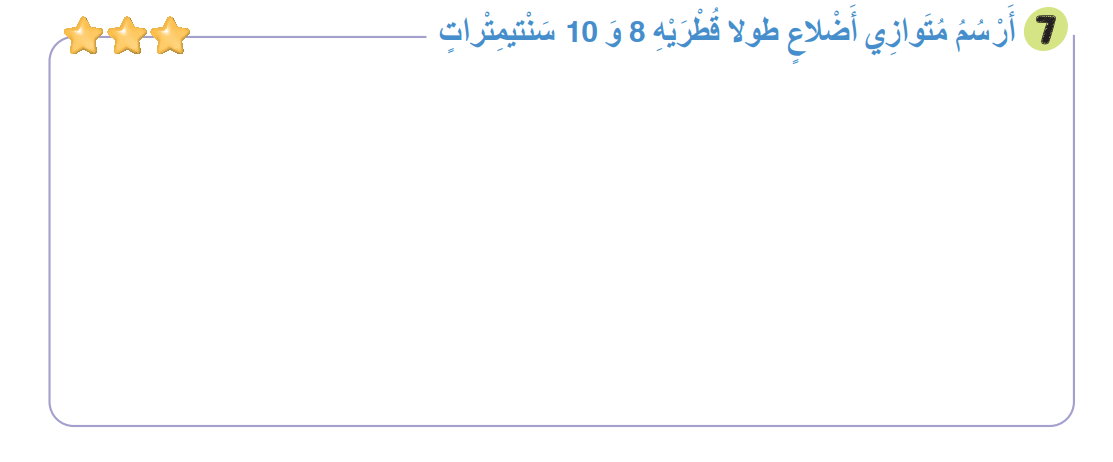 7 أَرْسُمُ مُتَوازِي أَضْلاعٍ طولا قُطْرَيْهِ 8 وَ 10 سَنْتيمِتْراتٍ